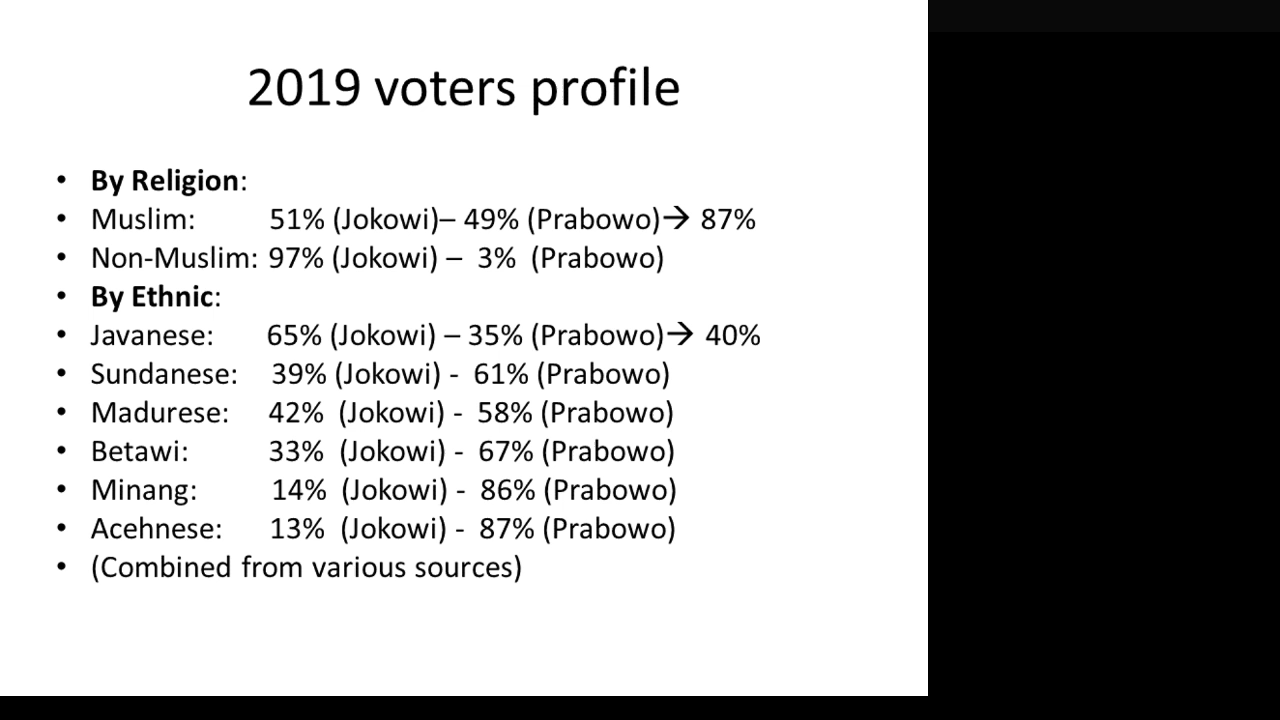 2019 voters profile
• By Religion:
• Muslim: 51% (Jokowi)– 49% (Prabowo)→ 87%
• Non-Muslim: 97% (Jokowi) – 3% (Prabowo)
• By Ethnic:
• Javanese: 65% (Jokowi) – 35% (Prabowo)→ 40%
• Sundanese: 39% (Jokowi) - 61% (Prabowo)
• Madurese: 42% (Jokowi) - 58% (Prabowo)
• Betawi: 33% (Jokowi) - 67% (Prabowo)
• Minang: 14% (Jokowi) - 86% (Prabowo)
• Acehnese: 13% (Jokowi) - 87% (Prabowo)
• (Combined from various sources)